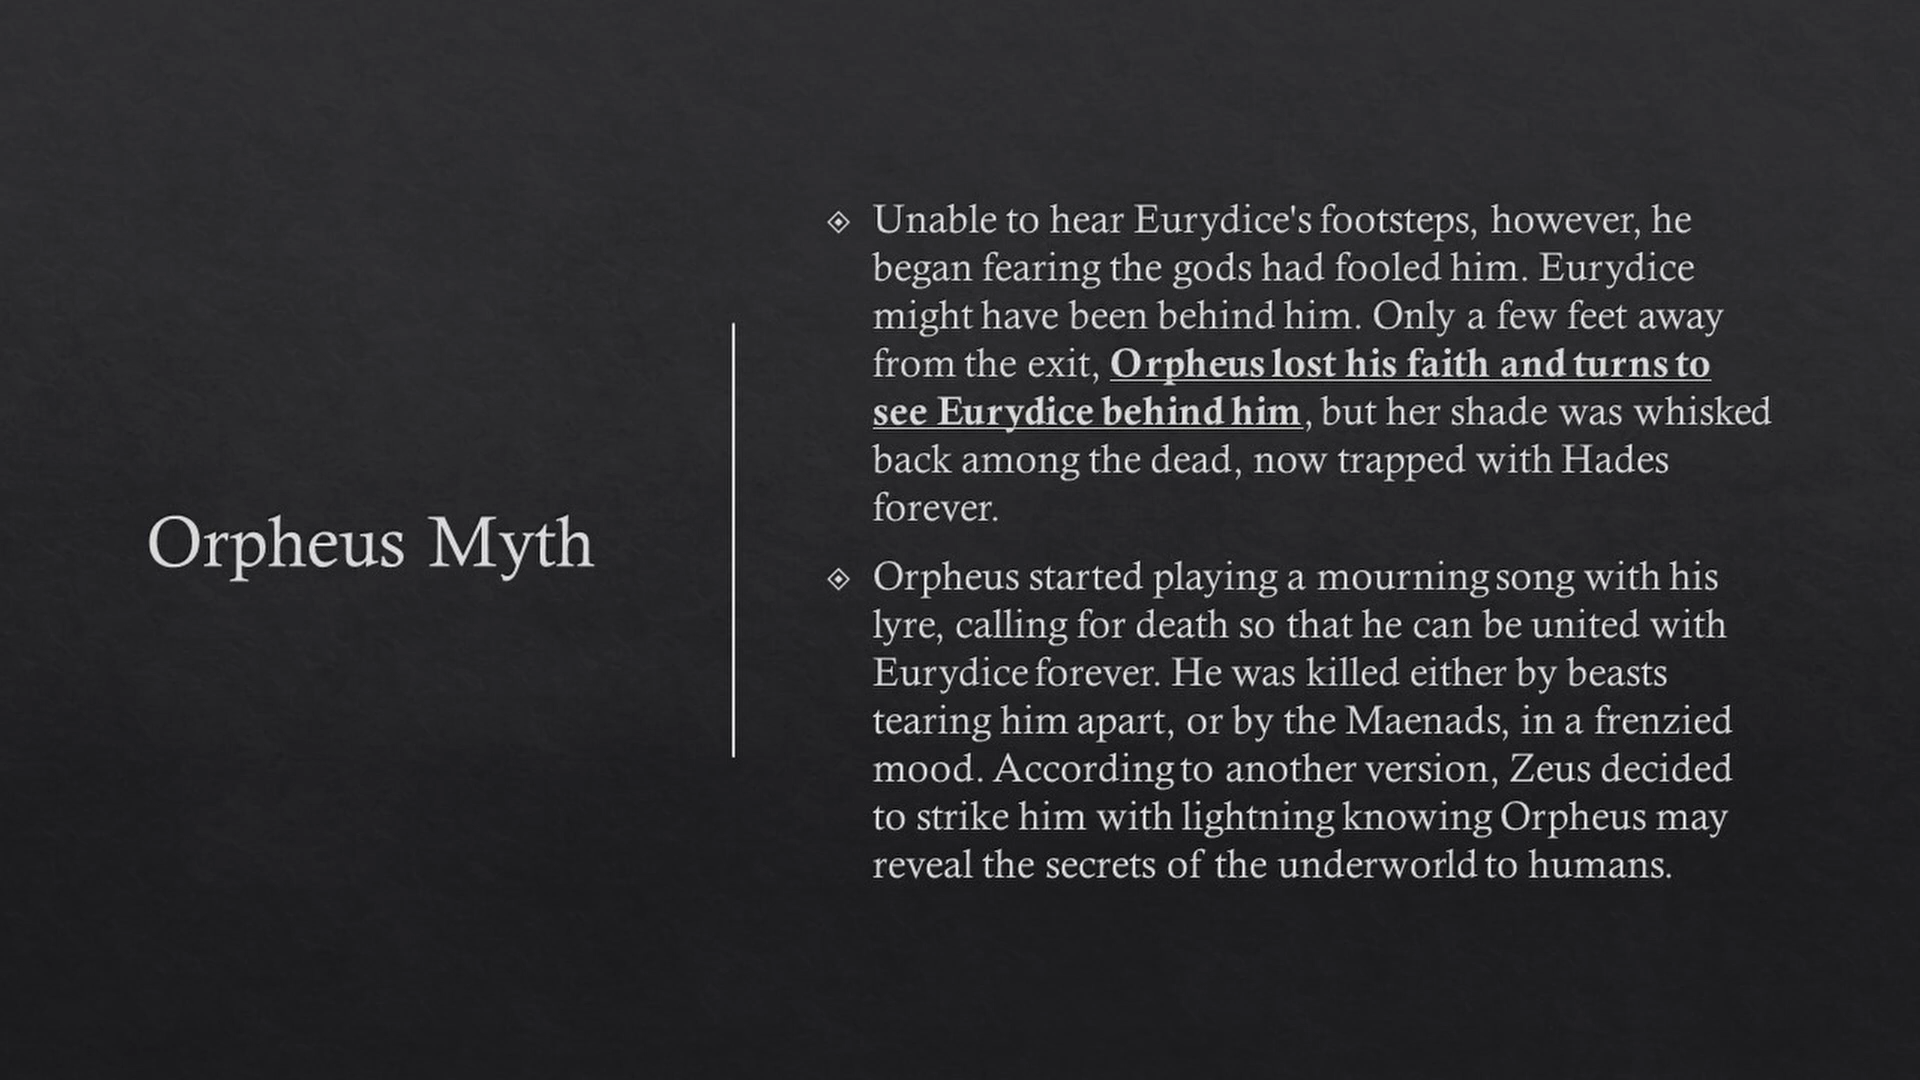 Orpheus Myth
Unable to hear Eurydice's footsteps, however, he
began fearing the gods had fooled him. Eurydice
might have been behind him. Only a few feet away
from the exit, Orpheus lost his faith and turns to
see Eurydice behind him, but her shade was whisked
back among the dead, now trapped with Hades
forever.
Orpheus started playing a mourning song with his
lyre, calling for death so that he can be united with
Eurydice forever. He was killed either by beasts
tearing him apart, or by the Maenads, in a frenzied
mood. According to another version, Zeus decided
to strike him with lightning knowing Orpheus may
reveal the secrets of the underworld to humans.